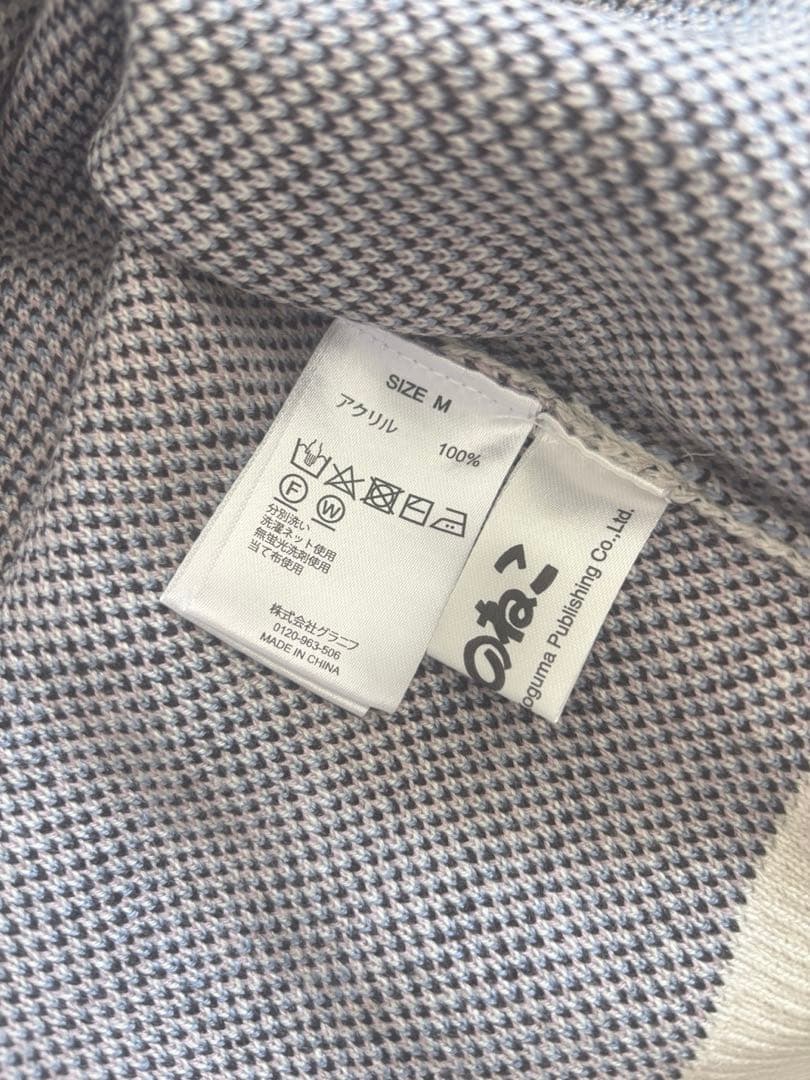 SIZE M
アクリル 100%
F W
分別洗い
洗濯ネット使用
無蛍光洗剤使用
当て布使用
株式会社グラニフ
0120-963-506
MADE IN CHINA
のねこ
oguma Publishing Co.,Ltd.